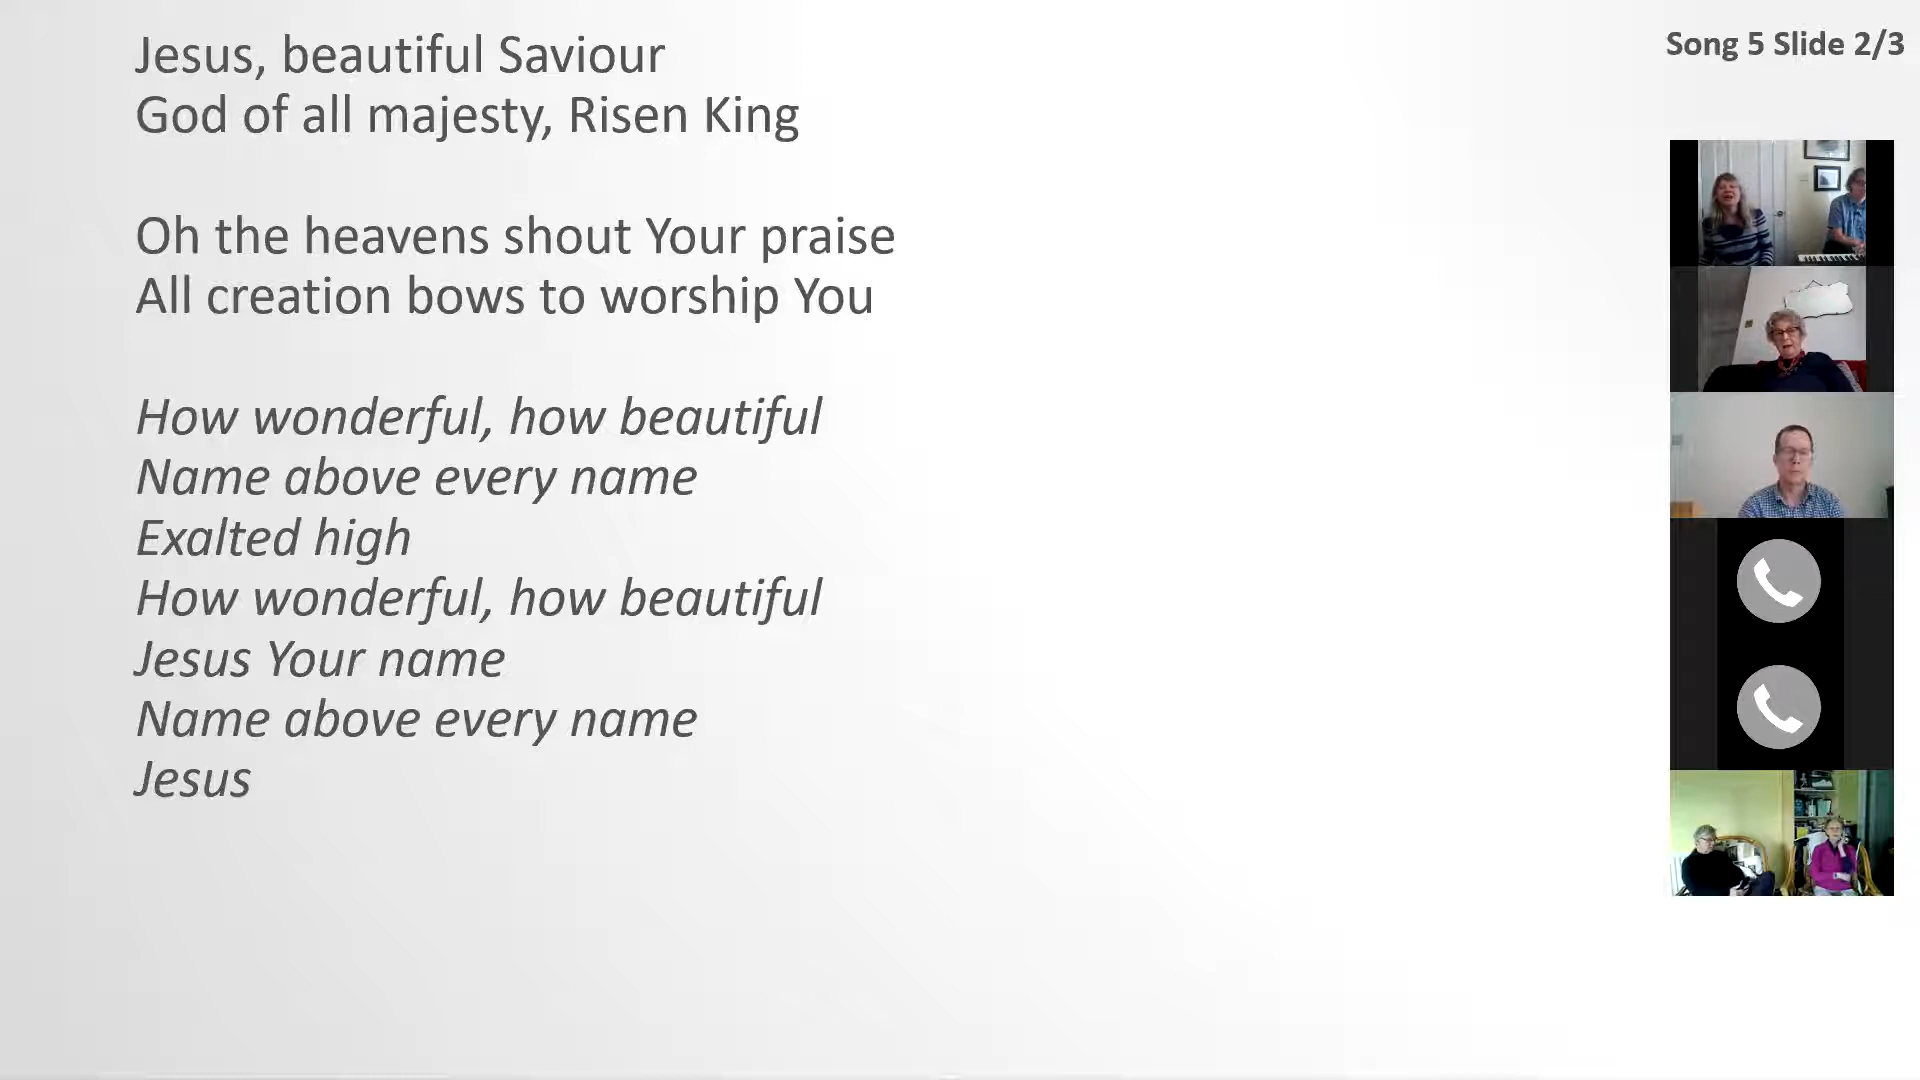 Jesus, beautiful Saviour
God of all majesty, Risen King
Oh the heavens shout Your praise
All creation bows to worship You
How wonderful, how beautiful
Name above every name
Exalted high
How wonderful, how beautiful
Jesus Your name
Name above every name
Jesus
Song 5 Slide 2/3